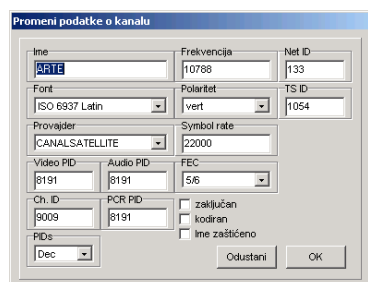 Promeni podatke o kanalu
Ime
ARTE
Frekvencija
10788
Net ID
133
Font
ISO 6937 Latin
Polaritet
vert
TS ID
1054
Provajder
CANALSATELLITE
Symbol rate
22000
Video PID
8191
Audio PID
8191
FEC
5/6
Ch. ID
9009
PCR PID
8191
zaključan
kodiran
Ime zaštićeno
PIDs
Dec
Odustani
OK